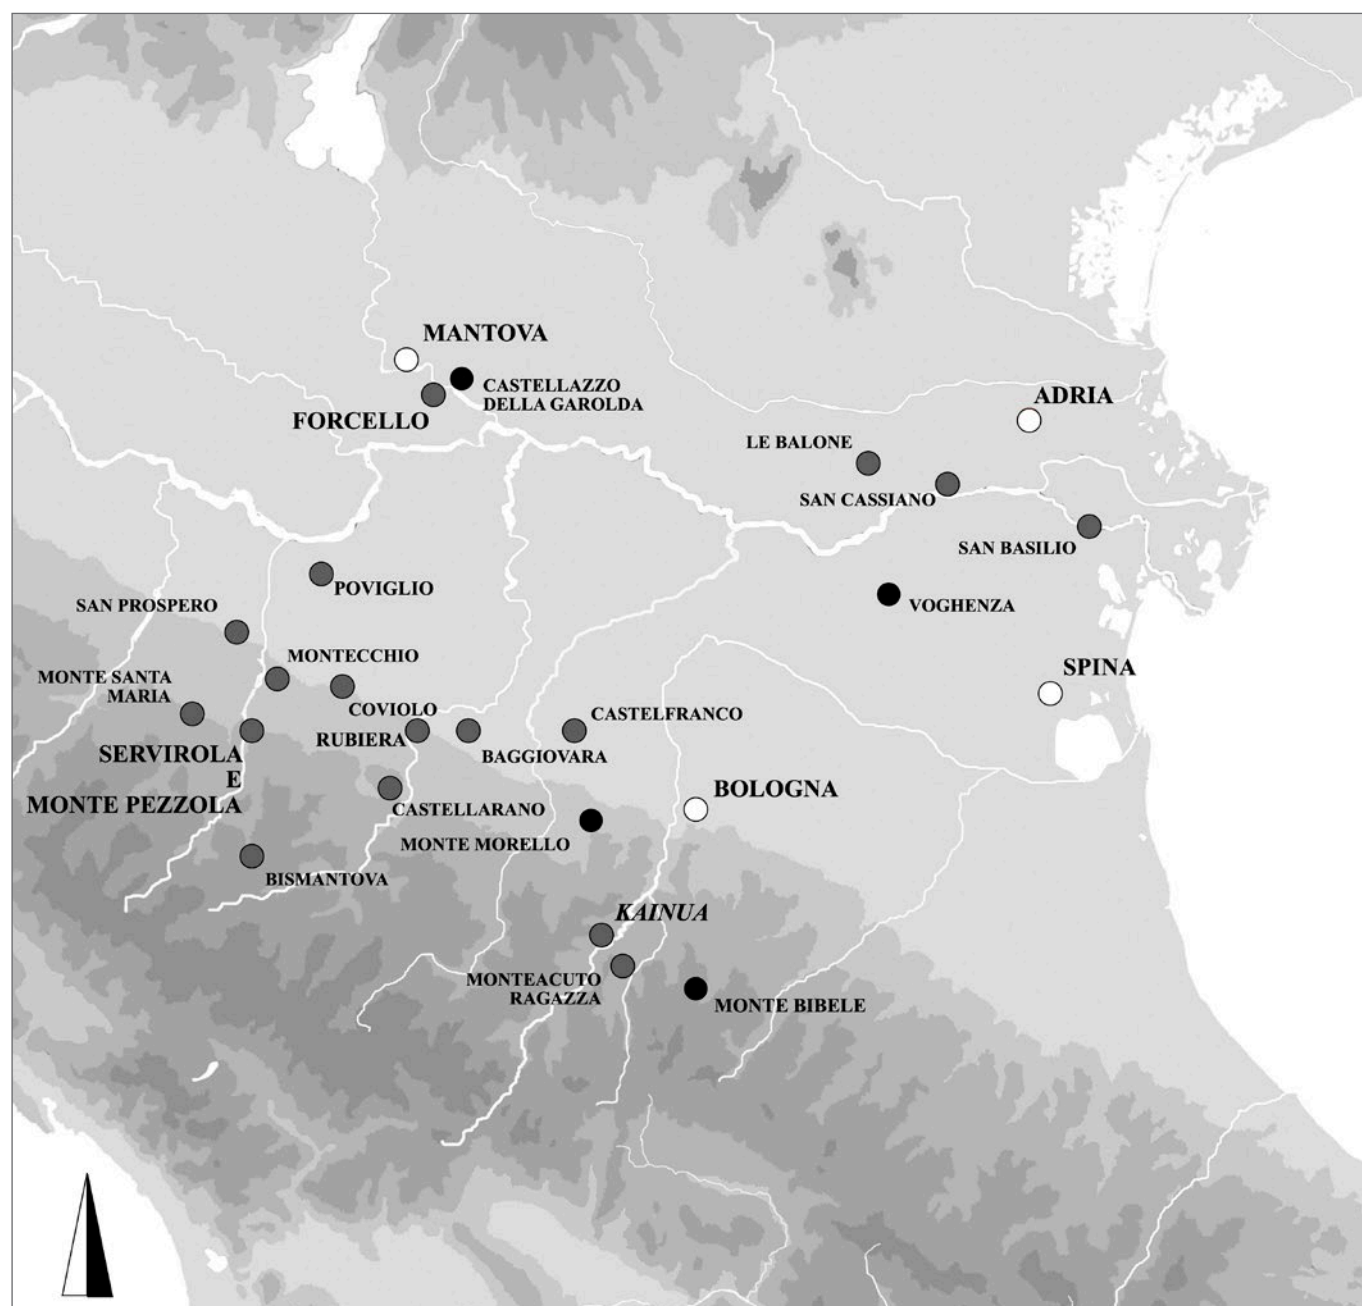 MANTOVA
CASTELLAZZO
DELLA GAROLDA
FORCELLO
ADRIA
LE BALONE
SAN CASSIANO
SAN BASILIO
POVIGLIO
SAN PROSPERO
VOGHENZA
MONTECCHIO
MONTE SANTA
MARIA
SPINA
COVIOLO
CASTELFRANCO
RUBIERA
BAGGIOVARA
SERVIROLA
E
MONTE PEZZOLA
BOLOGNA
CASTELLARANO
MONTE MORELLO
BISMANTOVA
KAINUA
MONTEACUTO
RAGAZZA
MONTE BIBELE